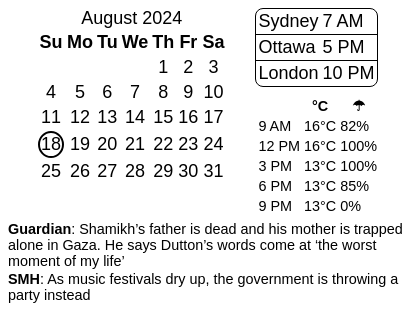 August 2024
Su Mo Tu We Th Fr Sa
1 2 3
4 5 6 7 8 9 10
11 12 13 14 15 16 17
18 19 20 21 22 23 24
25 26 27 28 29 30 31
Sydney 7 AM
Ottawa 5 PM
London 10 PM
°C ☂
9 AM 16°C 82%
12 PM 16°C 100%
3 PM 13°C 100%
6 PM 13°C 85%
9 PM 13°C 0%
Guardian: Shamikh’s father is dead and his mother is trapped
alone in Gaza. He says Dutton’s words come at ‘the worst
moment of my life’
SMH: As music festivals dry up, the government is throwing a
party instead